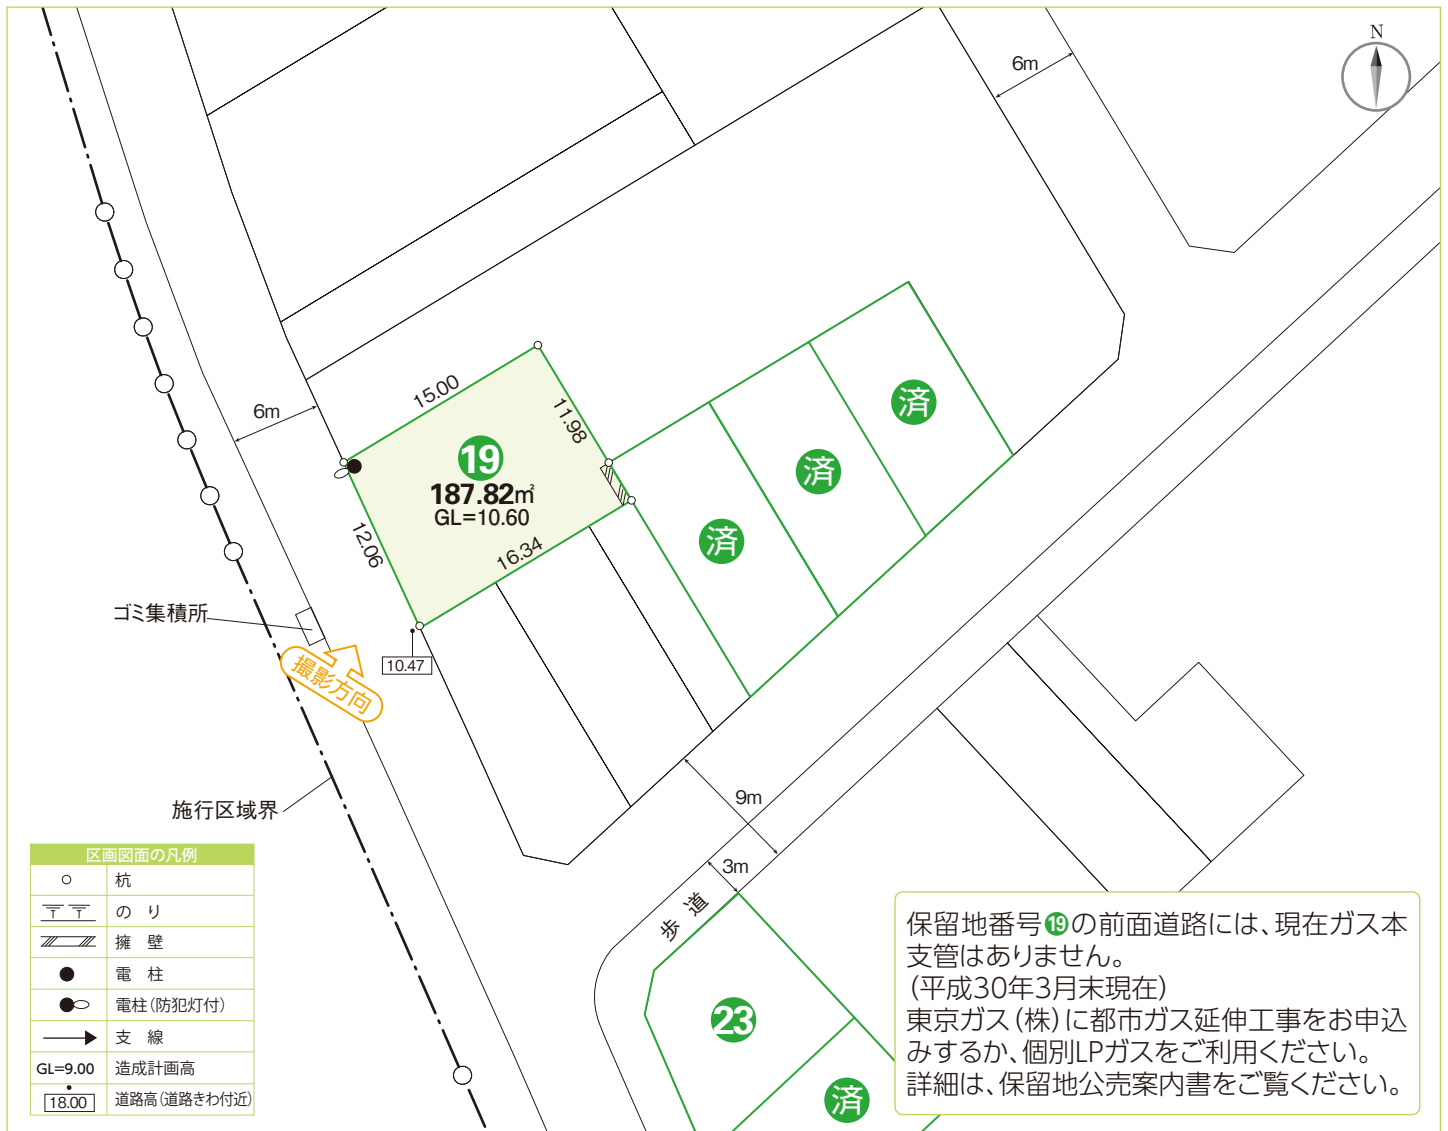 N
6m
6m
15.00
11.98
19
187.82㎡
GL=10.60
12.06
16.34
済
済
済
ゴミ集積所
10.47
撮影方向
施行区域界
9m
3m
歩道
23
済
区画図面の凡例
杭
のり
擁壁
電柱
電柱(防犯灯付)
支線
GL=9.00 造成計画高
18.00 道路高(道路きわ付近)
保留地番号19の前面道路には、現在ガス本
支管はありません。
(平成30年3月末現在)
東京ガス(株)に都市ガス延伸工事をお申込
みするか、個別LPガスをご利用ください。
詳細は、保留地公売案内書をご覧ください。